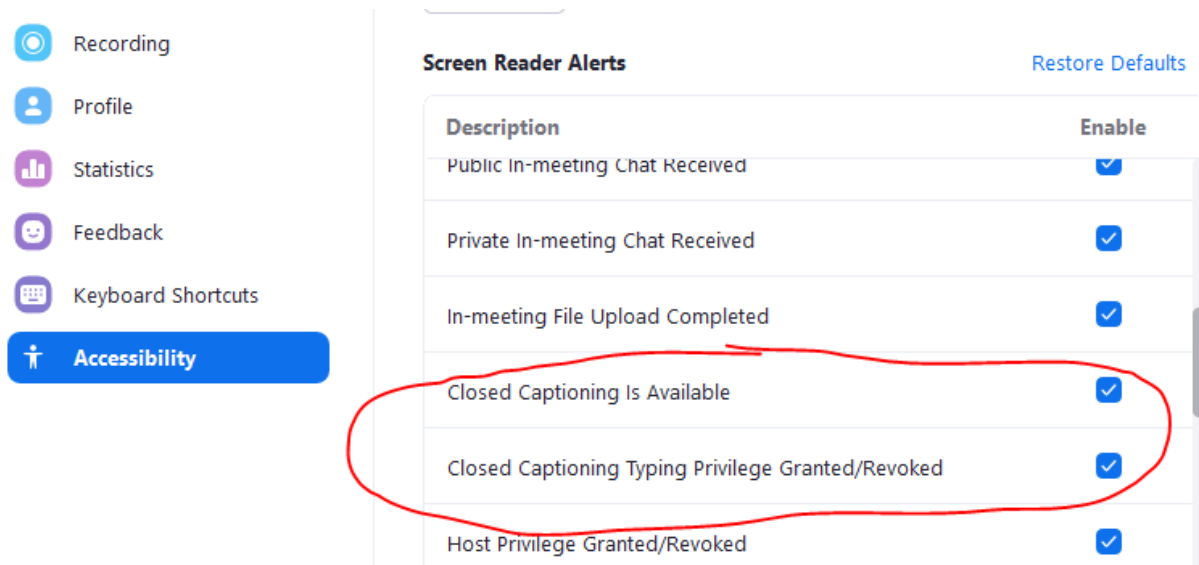 Recording
Profile
Statistics
Feedback
Keyboard Shortcuts
Accessibility
Screen Reader Alerts
Restore Defaults
Description Enable
Public In-meeting Chat Received
Private In-meeting Chat Received
In-meeting File Upload Completed
Closed Captioning Is Available
Closed Captioning Typing Privilege Granted/Revoked
Host Privilege Granted/Revoked